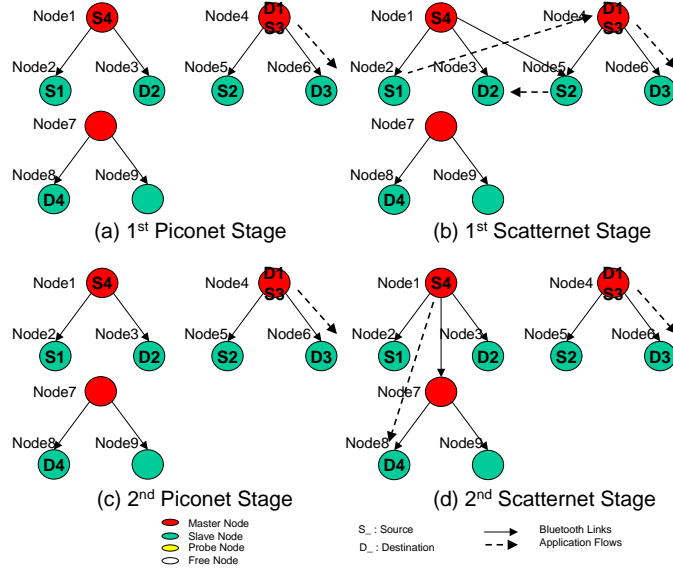 Node1 S4 Node4 D1
S3
Node2 Node3 Node5 Node6
S1 D2 S2 D3
Node7
Node8 Node9
D4
(a) 1st Piconet Stage
Node1 S4 Node4 D1
S3
Node2 Node3 Node5 Node6
S1 D2 S2 D3
Node7
Node8 Node9
D4
(b) 1st Scatternet Stage
Node1 S4 Node4 D1
S3
Node2 Node3 Node5 Node6
S1 D2 S2 D3
Node7
Node8 Node9
D4
(c) 2nd Piconet Stage
Node1 S4 Node4 D1
S3
Node2 Node3 Node5 Node6
S1 D2 S2 D3
Node7
Node8 Node9
D4
(d) 2nd Scatternet Stage
Master Node
Slave Node
Probe Node
Free Node
S_ : Source
D_ : Destination
Bluetooth Links
Application Flows